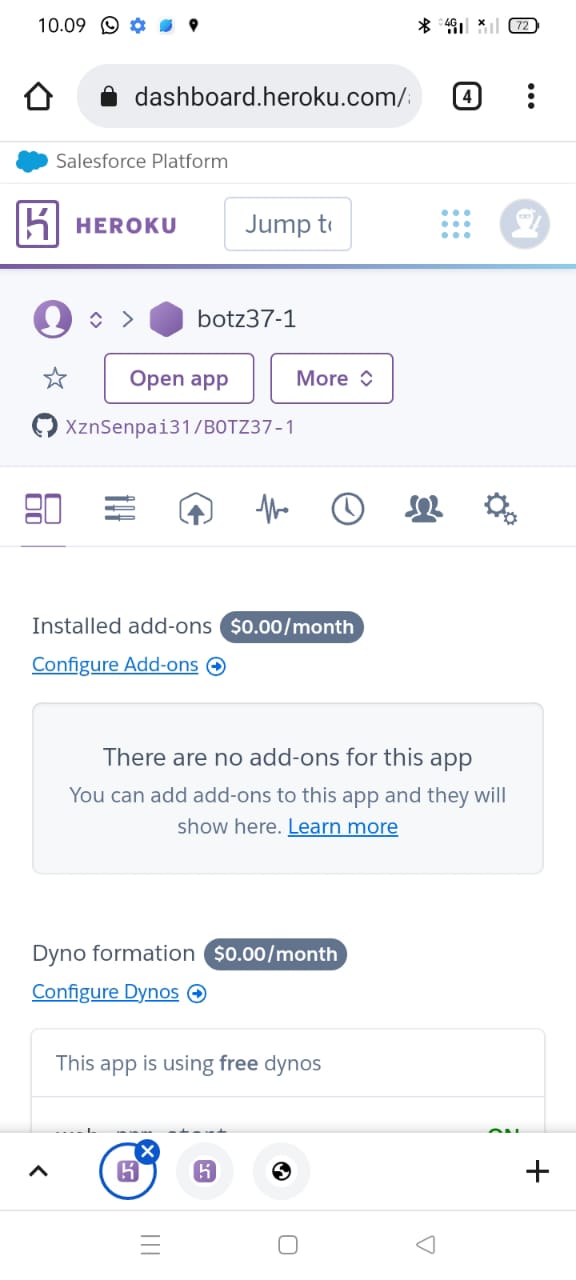 10.09 4G 72
dashboard.heroku.com/ 4
Salesforce Platform
HEROKU Jump to
botz37-1
Open app More
XznSenpai31/BOTZ37-1
Installed add-ons $0.00/month
Configure Add-ons
There are no add-ons for this app
You can add add-ons to this app and they will
show here. Learn more
Dyno formation $0.00/month
Configure Dynos
This app is using free dynos